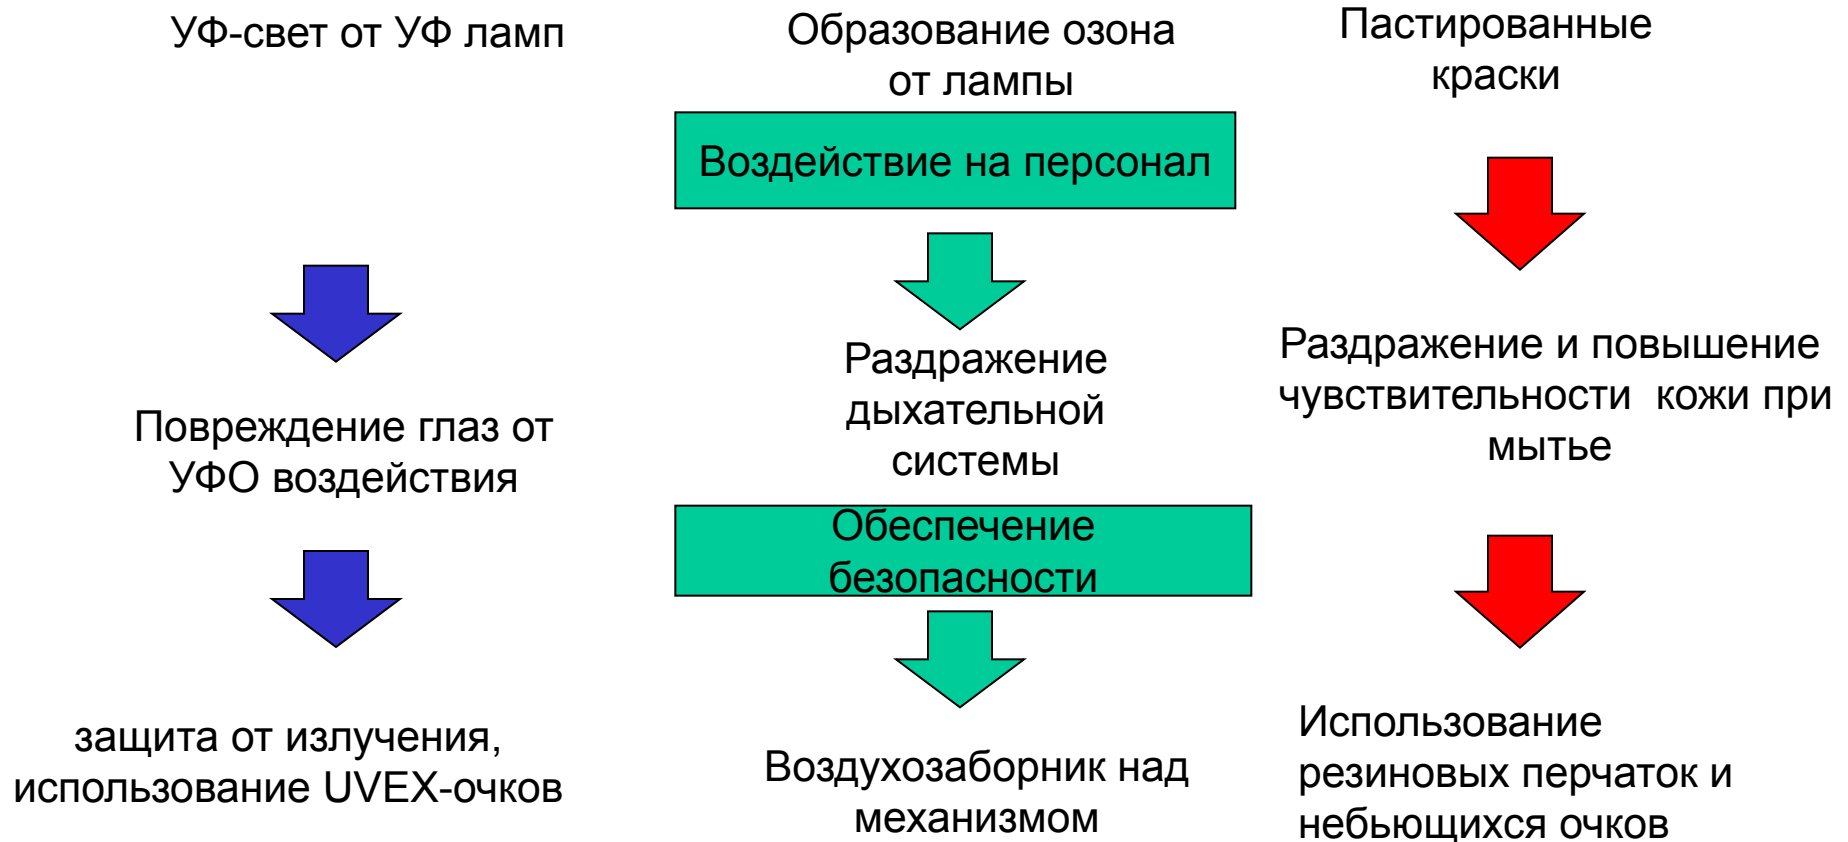 УФ-свет от УФ ламп
Образование озона
от лампы
Пастированные
краски
Воздействие на персонал
Повреждение глаз от
УФО воздействия
Раздражение
дыхательной
системы
Раздражение и повышение
чувствительности кожи при
мытье
Обеспечение
безопасности
защита от излучения,
использование UVEX-очков
Воздухозаборник над
механизмом
Использование
резиновых перчаток и
небьющихся очков